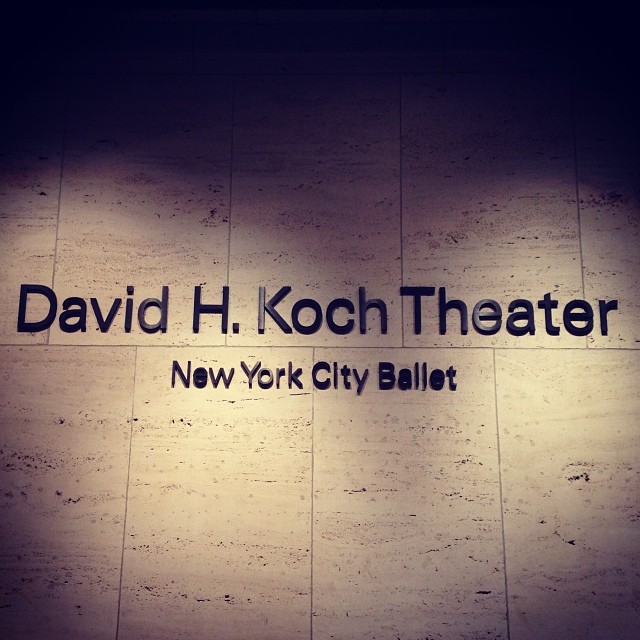 David H. Koch Theater
New York City Ballet